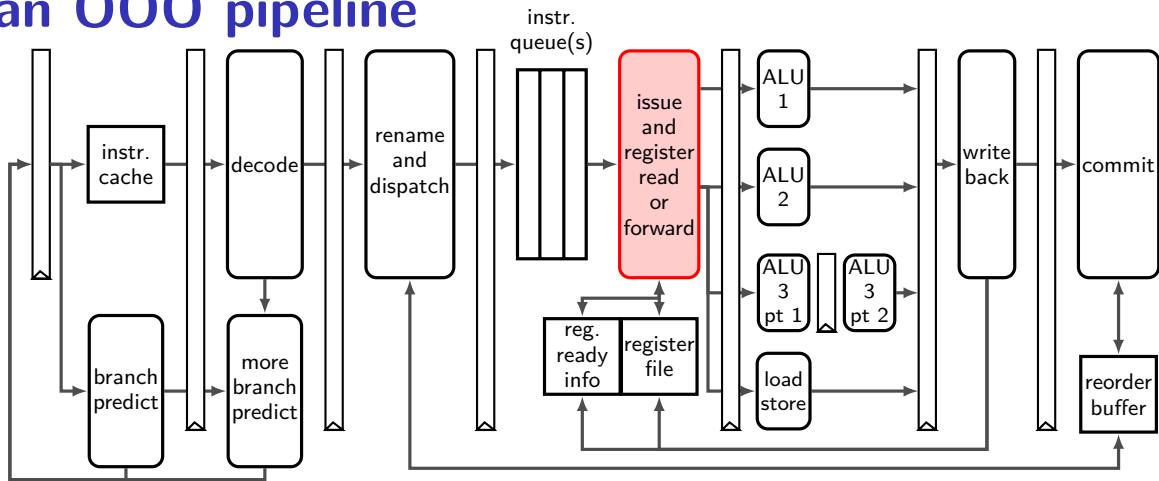 an OOO pipeline
instr.
queue(s)
instr.
cache
decode
rename
and
dispatch
issue
and
register
read
or
forward
ALU
1
ALU
2
ALU
3
pt 1
ALU
3
pt 2
load
store
write
back
commit
branch
predict
more
branch
predict
reg.
ready
info
register
file
reorder
buffer